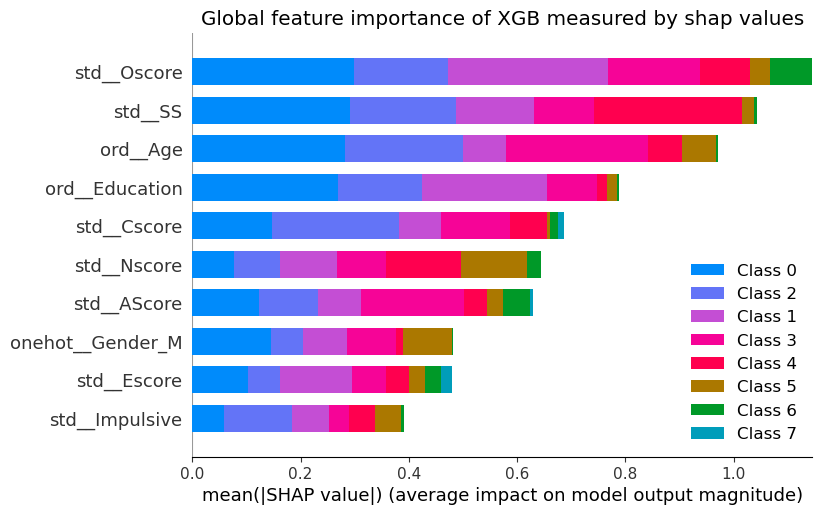 Global feature importance of XGB measured by shap values
std__Oscore
std__SS
ord__Age
ord__Education
std__Cscore
std__Nscore
std__AScore
onehot__Gender_M
std__Escore
std__Impulsive
Class 0
Class 2
Class 1
Class 3
Class 4
Class 5
Class 6
Class 7
0.0 0.2 0.4 0.6 0.8 1.0
mean(|SHAP value|) (average impact on model output magnitude)